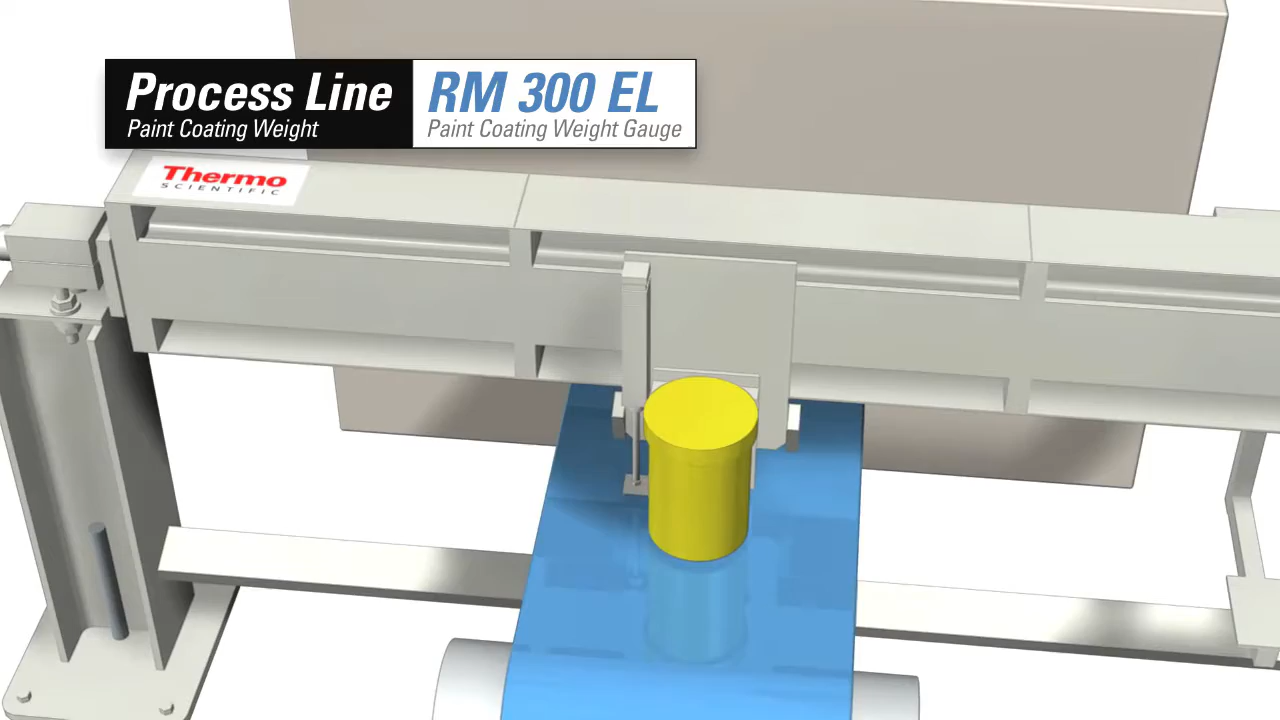 Process Line
Paint Coating Weight
RM 300 EL
Paint Coating Weight Gauge
Thermo
SCIENTIFIC